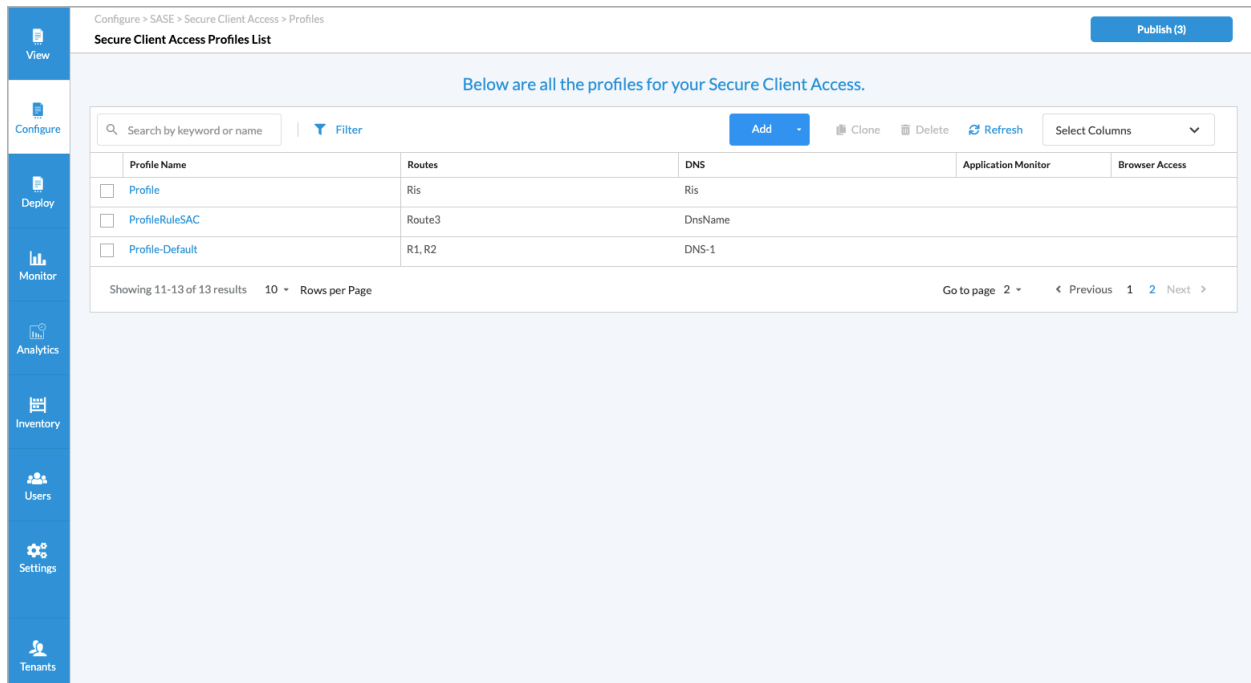 View
Configure
Deploy
Monitor
Analytics
Inventory
Users
Settings
Tenants
Configure > SASE > Secure Client Access > Profiles
Secure Client Access Profiles List
Publish (3)
Below are all the profiles for your Secure Client Access.
Search by keyword or name Filter Add Clone Delete Refresh Select Columns
Profile Name Routes DNS Application Monitor Browser Access
Profile Ris Ris
ProfileRuleSAC Route3 DnsName
Profile-Default R1, R2 DNS-1
Showing 11-13 of 13 results 10 Rows per Page Go to page 2 < Previous 1 2 Next >